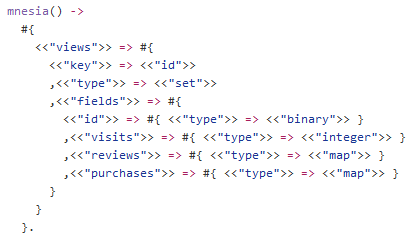 mnesia() ->
  #{
    <<"views">> => #{
      <<"key">> => <<"id">>
      ,<<"type">> => <<"set">>
      ,<<"fields">> => #{
        <<"id">> => #{ <<"type">> => <<"binary">> }
        ,<<"visits">> => #{ <<"type">> => <<"integer">> }
        ,<<"reviews">> => #{ <<"type">> => <<"map">> }
        ,<<"purchases">> => #{ <<"type">> => <<"map">> }
      }
    }
  }.